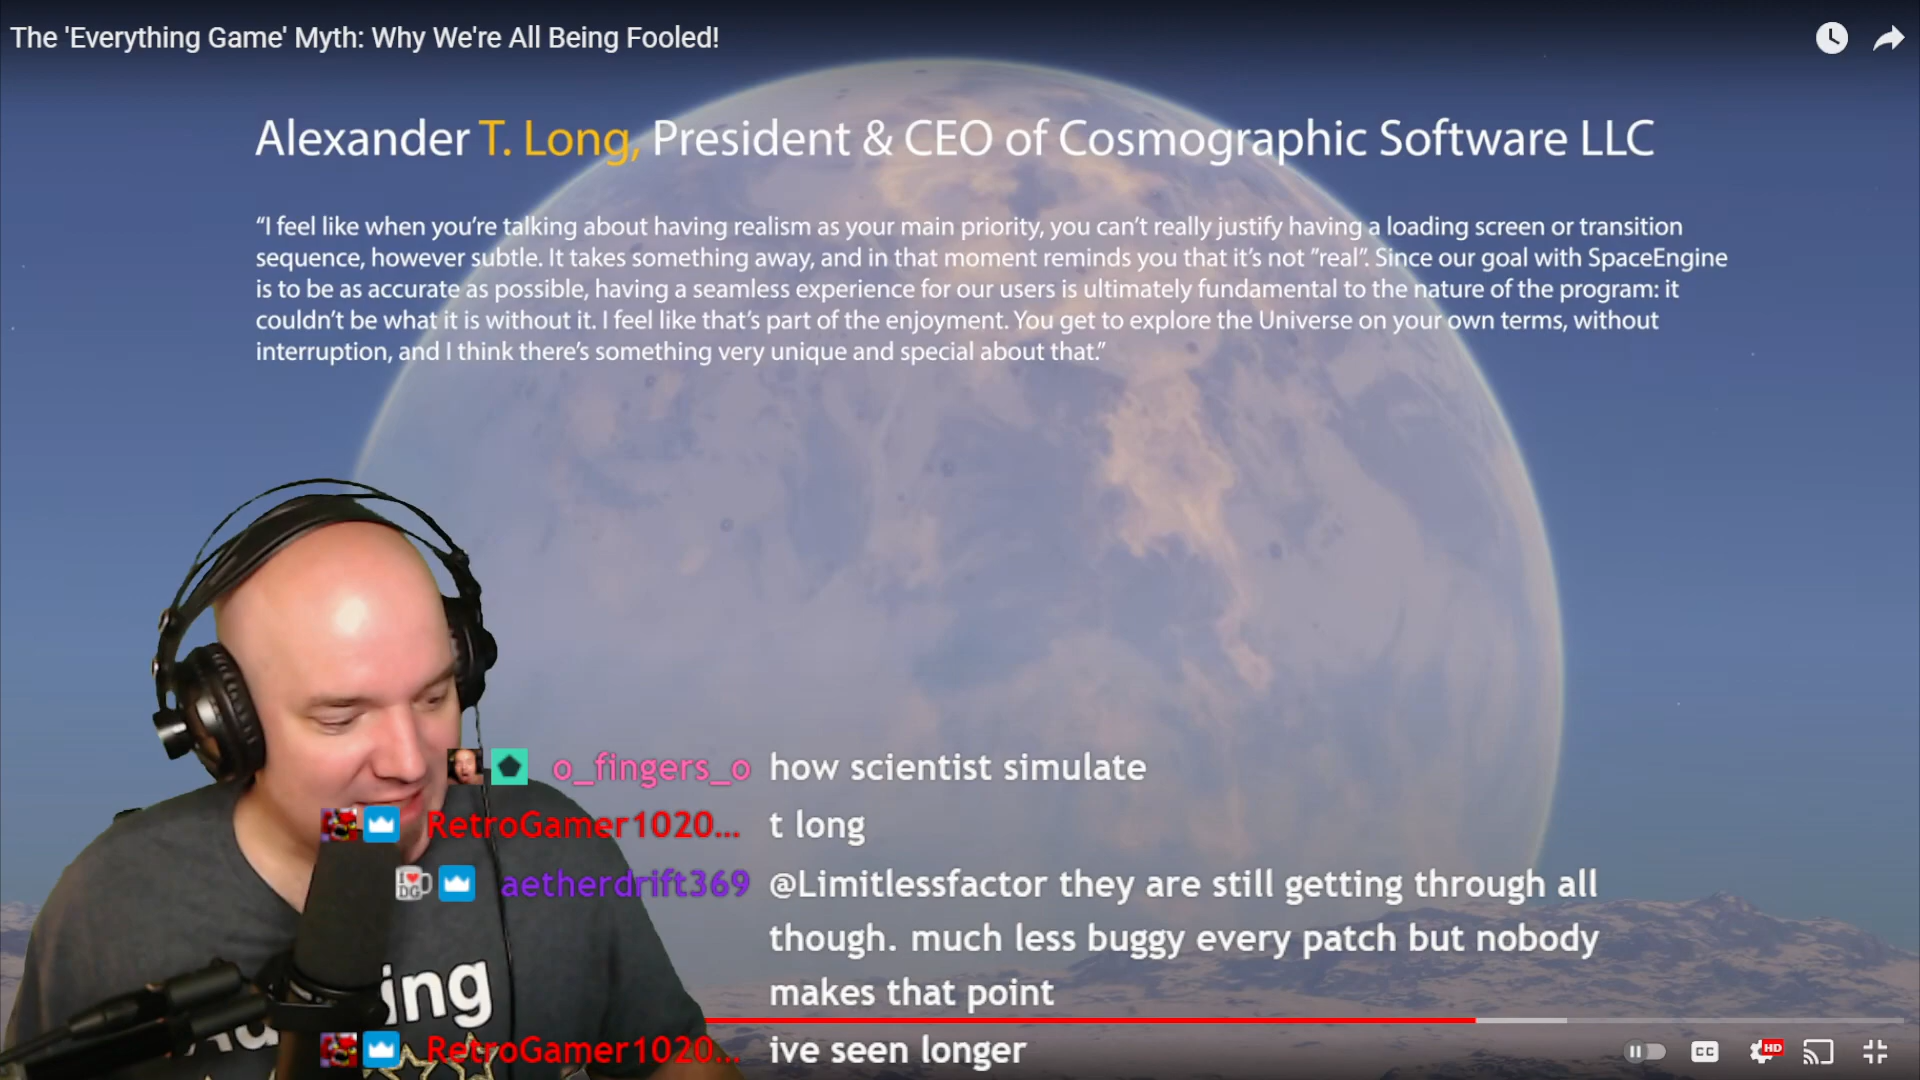 The 'Everything Game' Myth: Why We're All Being Fooled!
Alexander T. Long, President & CEO of Cosmographic Software LLC
“I feel like when you’re talking about having realism as your main priority, you can’t really justify having a loading screen or transition
sequence, however subtle. It takes something away, and in that moment reminds you that it’s not ”real”. Since our goal with SpaceEngine
is to be as accurate as possible, having a seamless experience for our users is ultimately fundamental to the nature of the program: it
couldn’t be what it is without it. I feel like that’s part of the enjoyment. You get to explore the Universe on your own terms, without
interruption, and I think there’s something very unique and special about that.”
o_fingers_o how scientist simulate
RetroGamer1020... t long
I DG aetherdrift369 @Limitlessfactor they are still getting through all
though. much less buggy every patch but nobody
makes that point
RetroGamer1020... ive seen longer
ing
CC
HD